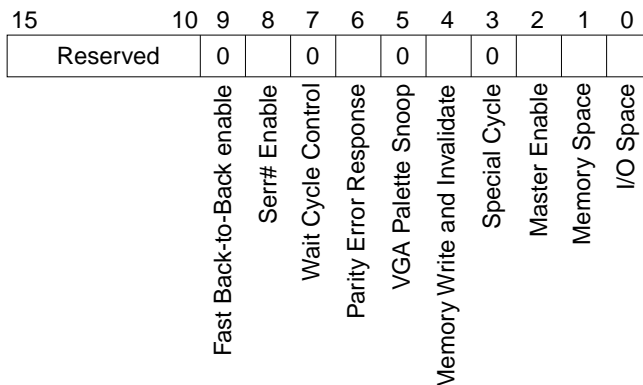 15 10 9 8 7 6 5 4 3 2 1 0
Reserved 0 0 0 0
Fast Back-to-Back enable
Serr# Enable
Wait Cycle Control
Parity Error Response
VGA Palette Snoop
Memory Write and Invalidate
Special Cycle
Master Enable
Memory Space
I/O Space